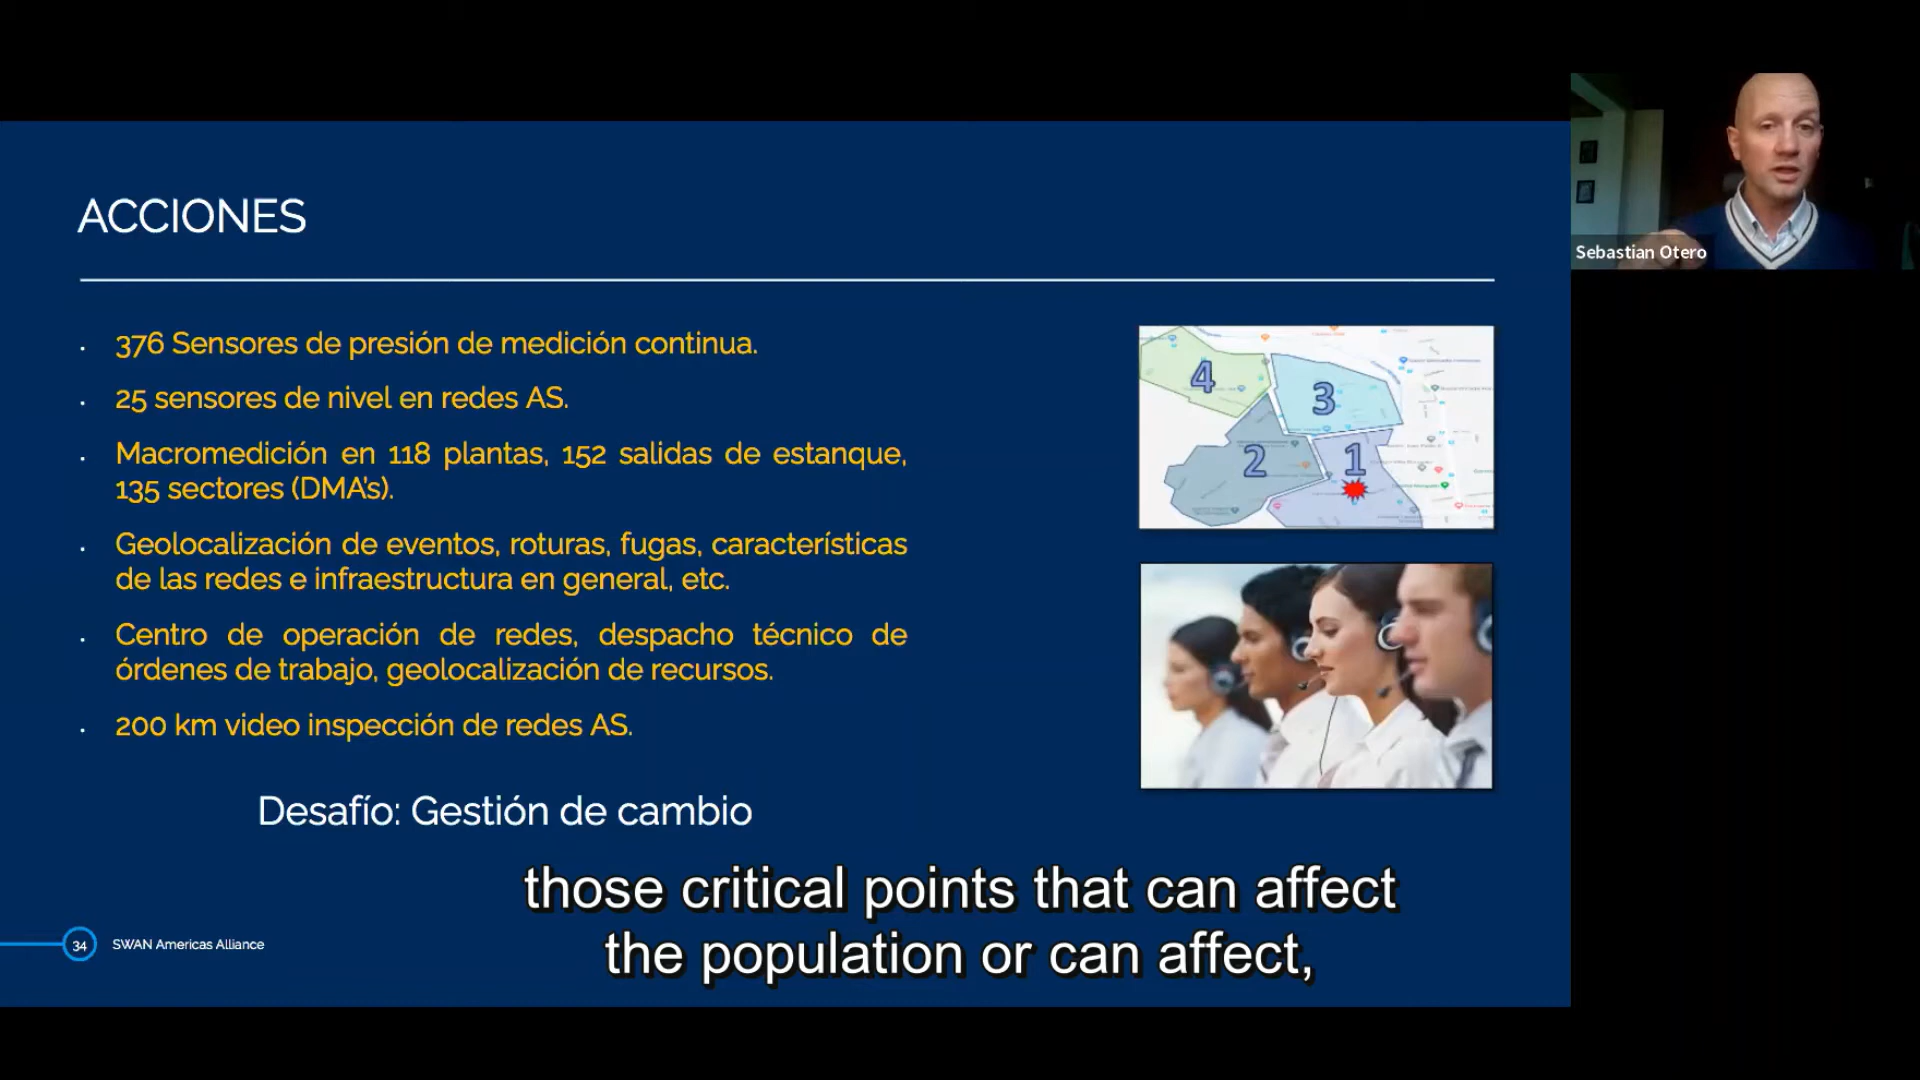 ACCIONES
• 376 Sensores de presión de medición continua.
• 25 sensores de nivel en redes AS.
• Macromedición en 118 plantas, 152 salidas de estanque,
135 sectores (DMA's).
• Geolocalización de eventos, roturas, fugas, características
de las redes e infraestructura en general, etc.
• Centro de operación de redes, despacho técnico de
órdenes de trabajo, geolocalización de recursos.
• 200 km video inspección de redes AS.
Desafío: Gestión de cambio
4
3
2
1
Sebastian Otero
those critical points that can affect
the population or can affect,
34 SWAN Americas Alliance